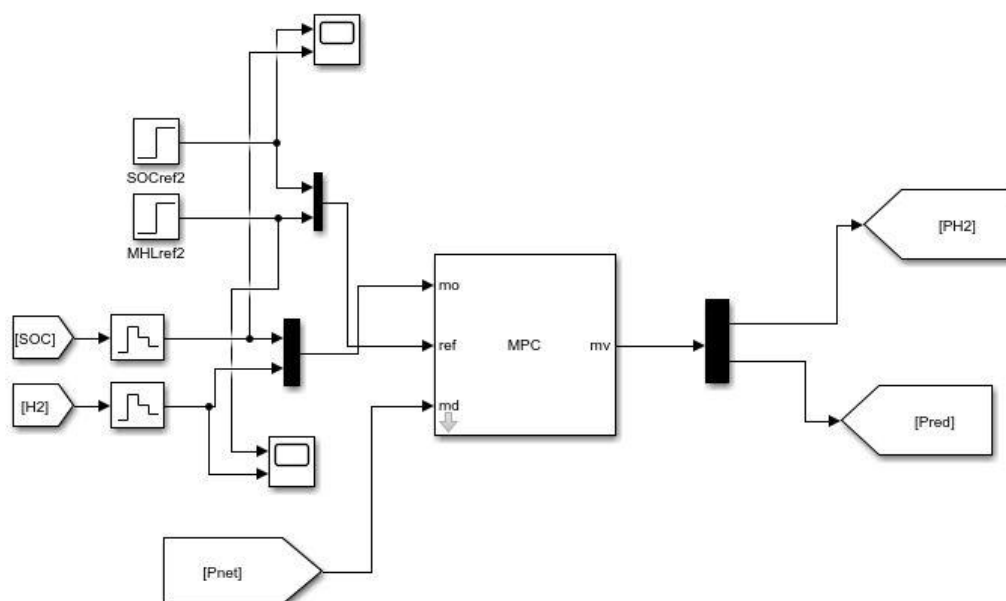 SOCref2
MHLref2
[PH2]
mo
[SOC]
ref
MPC
mv
[H2]
md
[Pred]
[Pnet]